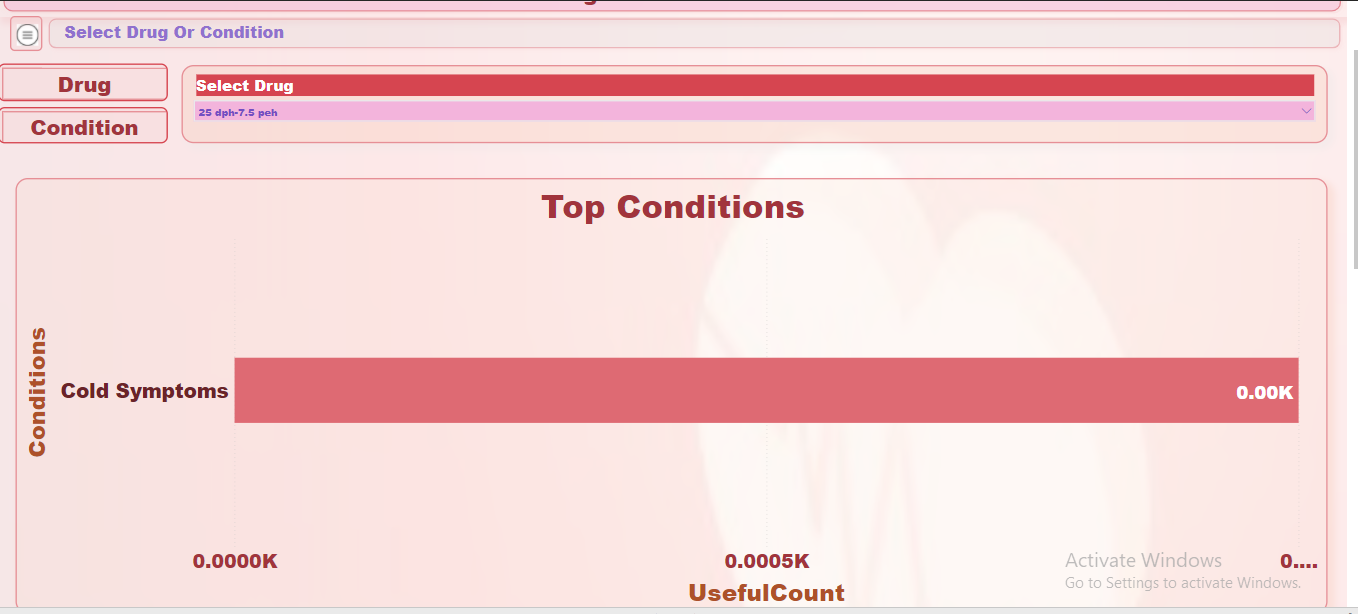 Select Drug Or Condition
Drug
Select Drug
25 dph-7.5 peh
Condition
Top Conditions
Conditions
Cold Symptoms
0.00K
0.0000K
0.0005K
0....
UsefulCount
Activate Windows
Go to Settings to activate Windows.